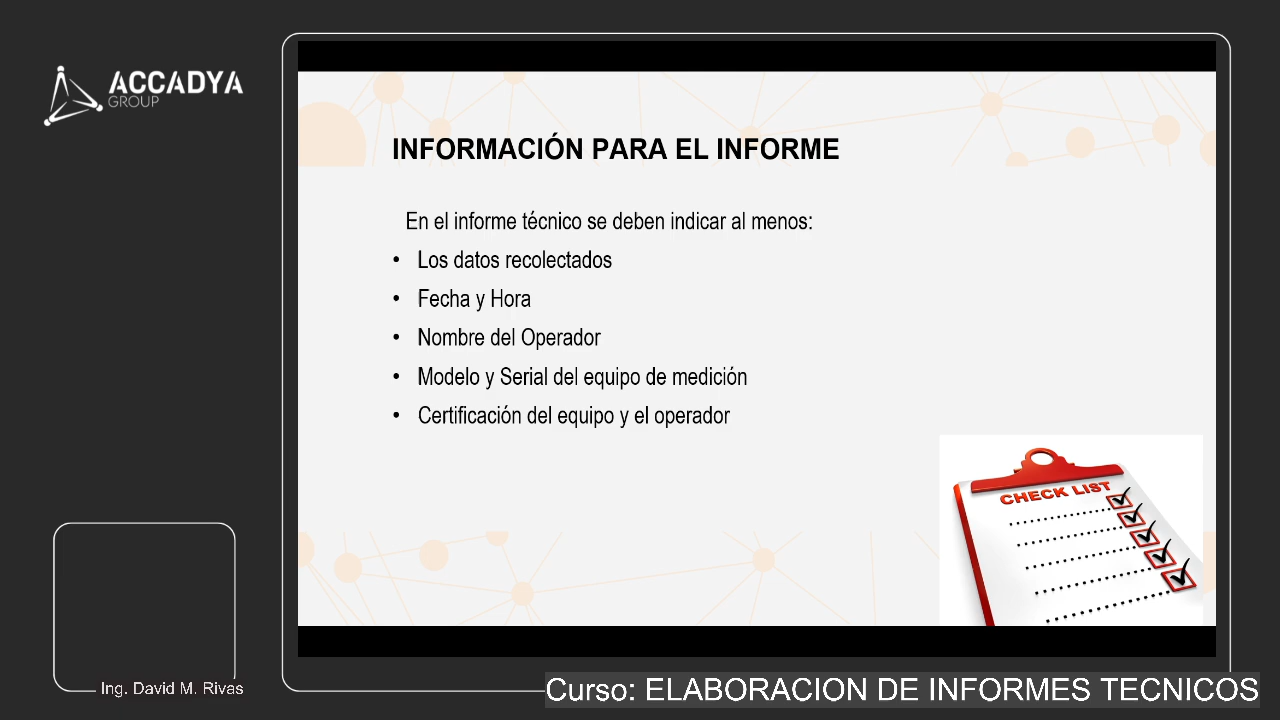 ACCADYA
GROUP
INFORMACIÓN PARA EL INFORME
En el informe técnico se deben indicar al menos:
• Los datos recolectados
• Fecha y Hora
• Nombre del Operador
• Modelo y Serial del equipo de medición
• Certificación del equipo y el operador
CHECK LIST
Ing. David M. Rivas
Curso: ELABORACION DE INFORMES TECNICOS